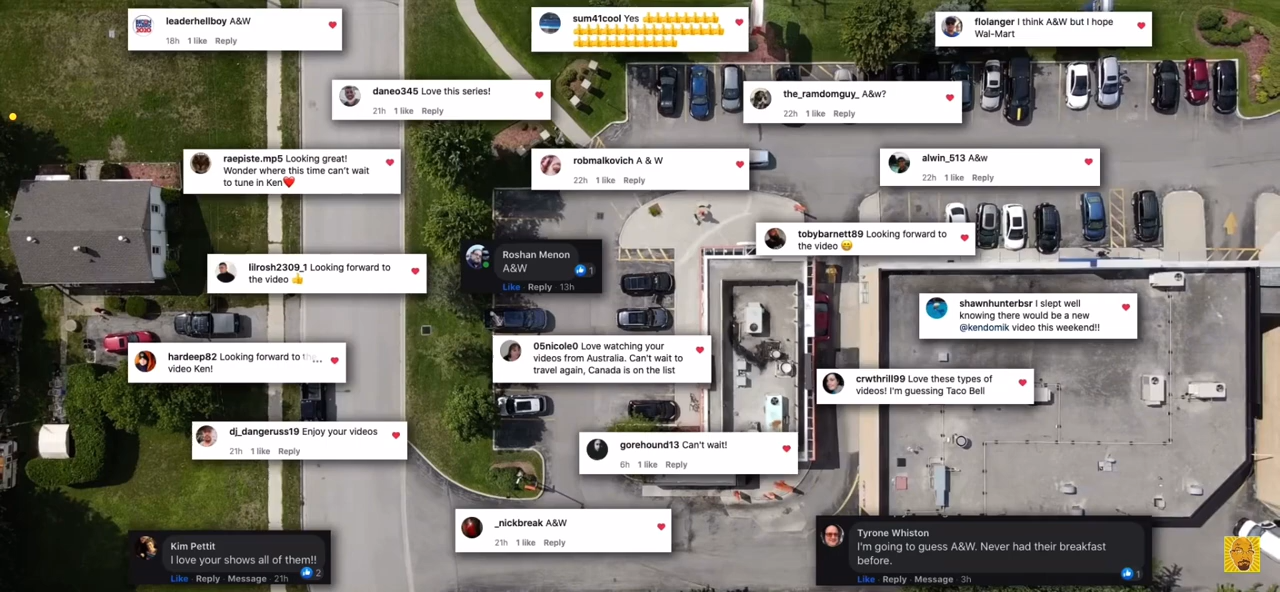 leaderhellboy A&W
18h 1 like Reply
sum41cool Yes 👍👍👍👍👍👍👍
👍👍👍👍👍👍👍👍👍👍👍👍👍👍
👍👍👍👍👍👍👍👍👍👍
flolanger I think A&W but I hope
Wal-Mart
daneo345 Love this series!
21h 1 like Reply
the_ramdomguy_ A&w?
22h 1 like Reply
raepiste.mp5 Looking great!
Wonder where this time can't wait
to tune in Ken❤️
robmalkovich A & W
22h 1 like Reply
alwin_513 A&w
22h 1 like Reply
tobybarnett89 Looking forward to
the video 😄
Roshan Menon
A&W
1
Like · Reply · 13h
lilrosh2309_1 Looking forward to
the video 👍
shawnhunterbsr I slept well
knowing there would be a new
@kendomik video this weekend!!
hardeep82 Looking forward to the ...
video Ken!
05nicole0 Love watching your
videos from Australia. Can't wait to
travel again, Canada is on the list
crwthrill99 Love these types of
videos! I'm guessing Taco Bell
dj_dangeruss19 Enjoy your videos
21h 1 like Reply
gorehound13 Can't wait!
6h 1 like Reply
_nickbreak A&W
21h 1 like Reply
Kim Pettit
I love your shows all of them!!
2
Like · Reply · Message · 21h
Tyrone Whiston
I'm going to guess A&W. Never had their breakfast
before.
1
Like · Reply · Message · 3h